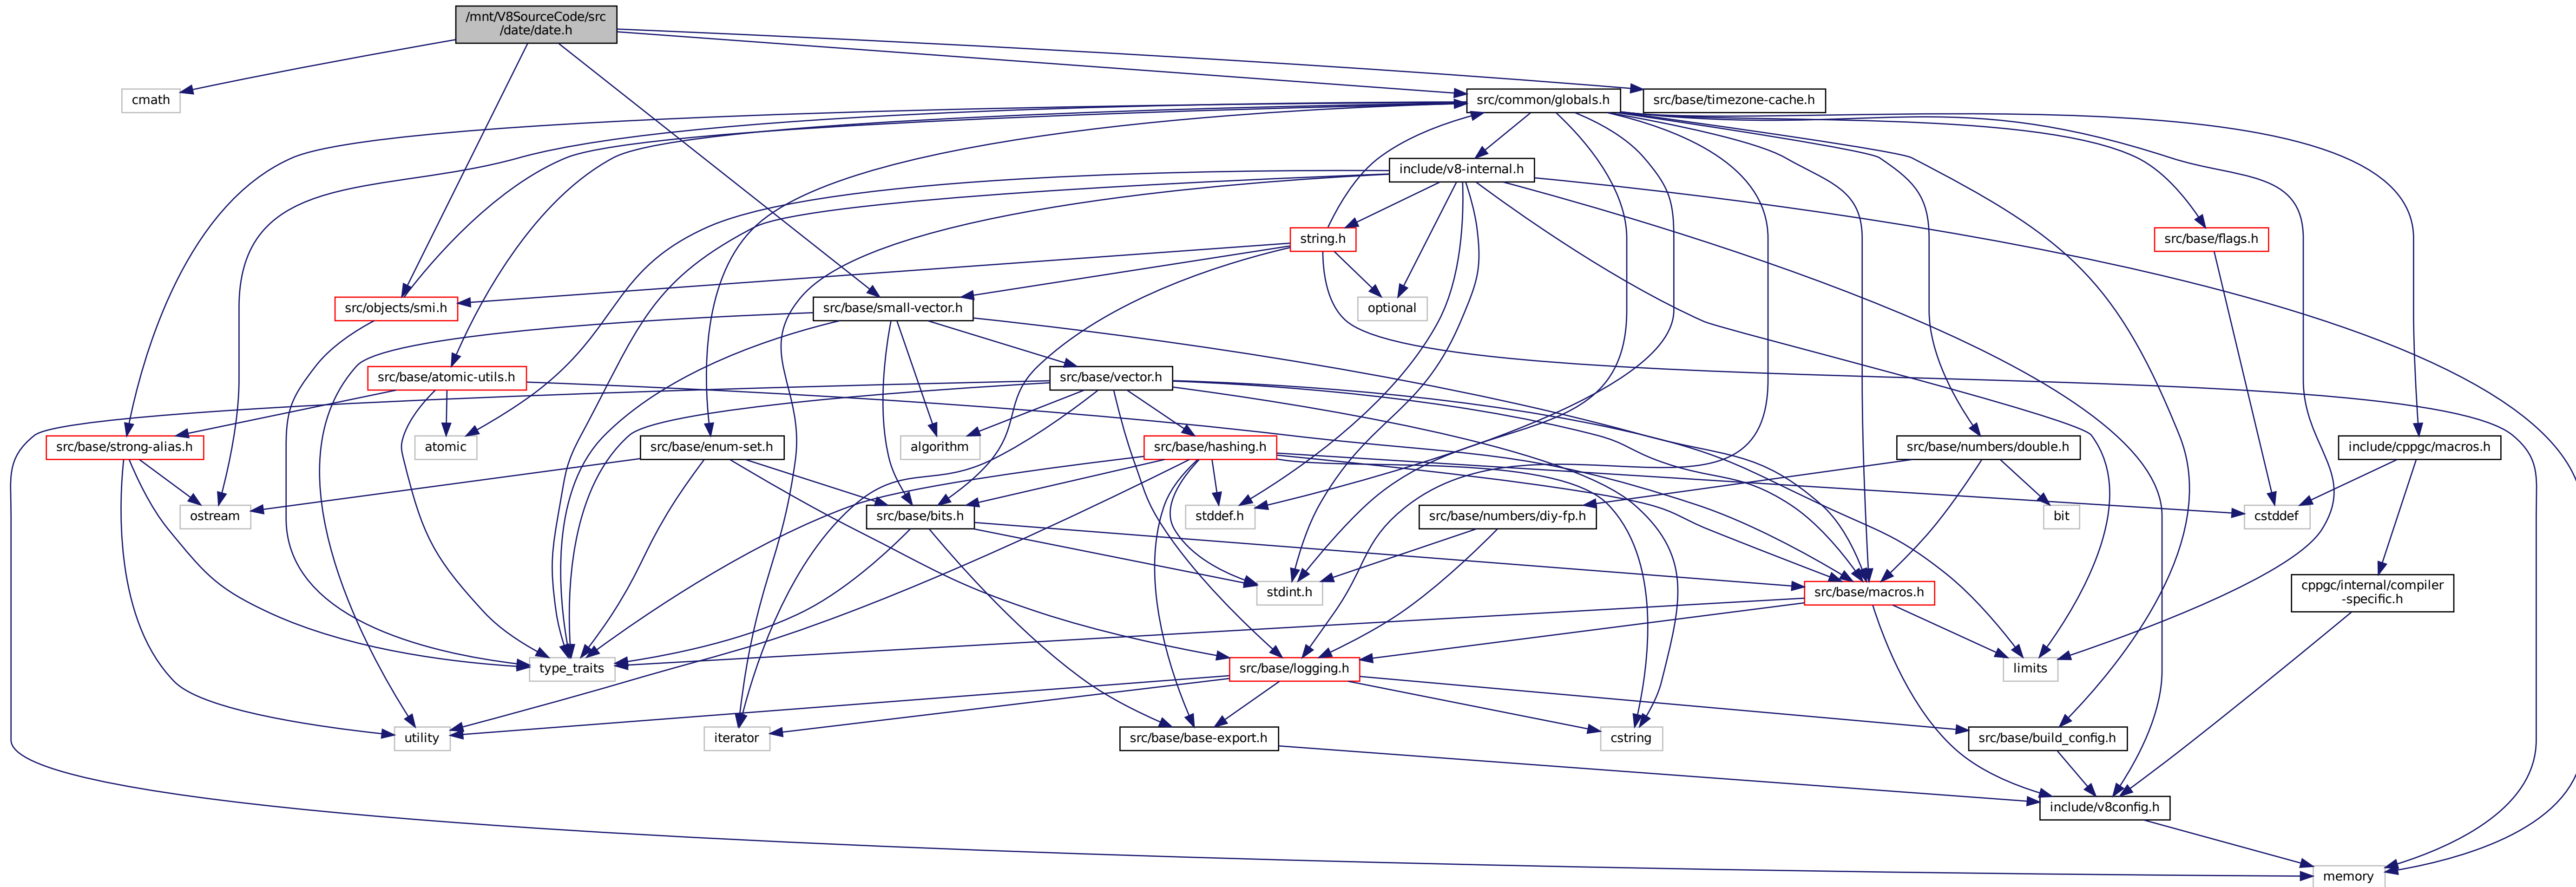 /mnt/V8SourceCode/src
/date/date.h
cmath
src/common/globals.h
src/base/timezone-cache.h
include/v8-internal.h
string.h
src/base/flags.h
src/objects/smi.h
src/base/small-vector.h
optional
src/base/atomic-utils.h
src/base/vector.h
src/base/strong-alias.h
atomic
src/base/enum-set.h
algorithm
src/base/hashing.h
src/base/numbers/double.h
include/cppgc/macros.h
ostream
src/base/bits.h
stddef.h
src/base/numbers/diy-fp.h
bit
cstddef
stdint.h
src/base/macros.h
cppgc/internal/compiler
-specific.h
type_traits
src/base/logging.h
limits
utility
iterator
src/base/base-export.h
cstring
src/base/build_config.h
include/v8config.h
memory